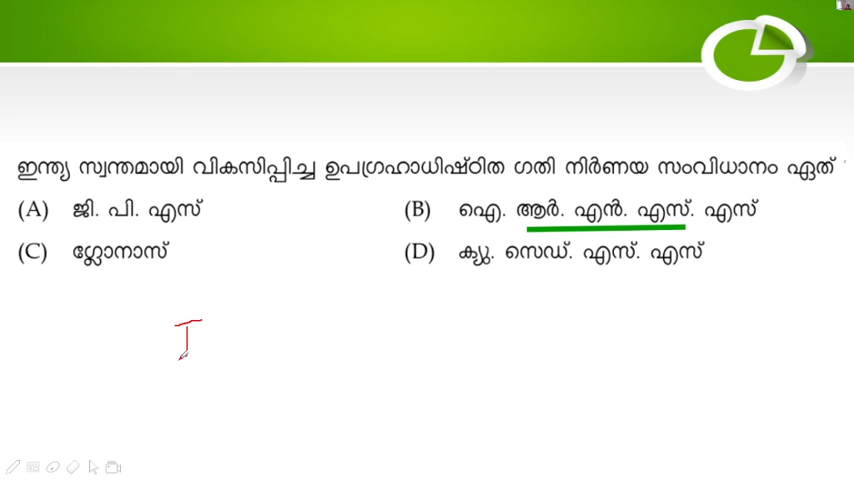 ഇന്ത്യ സ്വന്തമായി വികസിപ്പിച്ച ഉപഗ്രഹാധിഷ്ഠിത ഗതി നിർണയ സംവിധാനം ഏത്
(A) ജി. പി. എസ്
(B) ഐ. ആർ. എൻ. എസ്. എസ്
(C) ഗ്ലോനാസ്
(D) ക്യു. സെഡ്. എസ്. എസ്
I